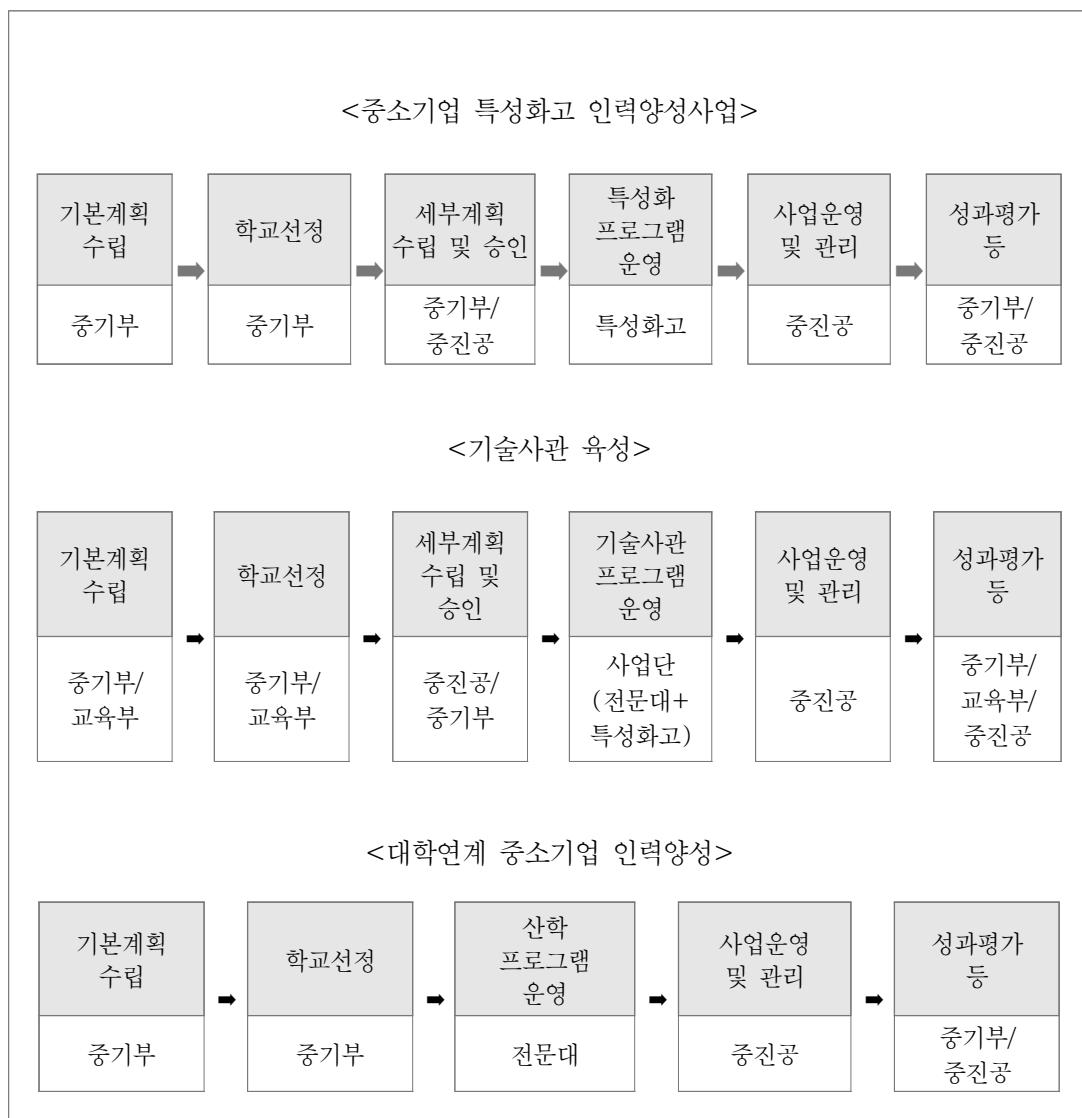 <중소기업 특성화고 인력양성사업>
기본계획
수립
학교선정
세부계획
수립 및 승인
특성화
프로그램
운영
사업운영
및 관리
성과평가
등
중기부
중기부
중기부/
중진공
특성화고
중진공
중기부/
중진공
<기술사관 육성>
기본계획
수립
학교선정
세부계획
수립 및
승인
기술사관
프로그램
운영
사업운영
및 관리
성과평가
등
중기부/
교육부
중기부/
교육부
중진공/
중기부
사업단
(전문대+
특성화고)
중진공
중기부/
교육부/
중진공
<대학연계 중소기업 인력양성>
기본계획
수립
학교선정
산학
프로그램
운영
사업운영
및 관리
성과평가
등
중기부
중기부
전문대
중진공
중기부/
중진공